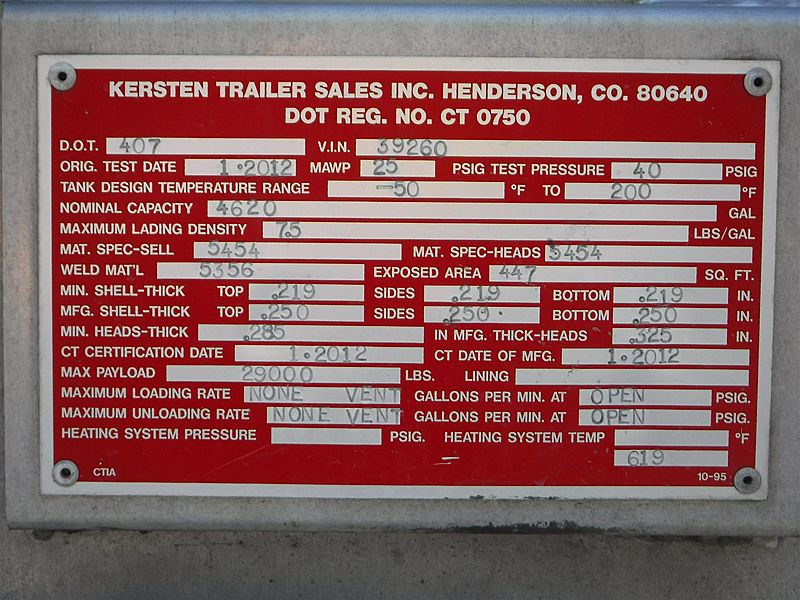 KERSTEN TRAILER SALES INC. HENDERSON, CO. 80640
DOT REG. NO. CT 0750
D.O.T. 407 V.I.N. 39260
ORIG. TEST DATE 1.2012 MAWP 25 PSIG TEST PRESSURE 40 PSIG
TANK DESIGN TEMPERATURE RANGE -50 °F TO 200 °F
NOMINAL CAPACITY 4620 GAL
MAXIMUM LADING DENSITY 7.5 LBS/GAL
MAT. SPEC-SELL 5454 MAT. SPEC-HEADS 5454
WELD MAT'L 5356 EXPOSED AREA 447 SQ. FT.
MIN. SHELL-THICK TOP .219 SIDES .219 BOTTOM .219 IN.
MFG. SHELL-THICK TOP .250 SIDES .250 BOTTOM .250 IN.
MIN. HEADS-THICK IN MFG. THICK-HEADS .325 IN.
CT CERTIFICATION DATE 1.2012 CT DATE OF MFG. 1.2012
MAX PAYLOAD 29000 LBS. LINING
MAXIMUM LOADING RATE NONE VENT GALLONS PER MIN. AT OPEN PSIG.
MAXIMUM UNLOADING RATE NONE VENT GALLONS PER MIN. AT OPEN PSIG.
HEATING SYSTEM PRESSURE PSIG. HEATING SYSTEM TEMP °F
619
CTIA 10-95